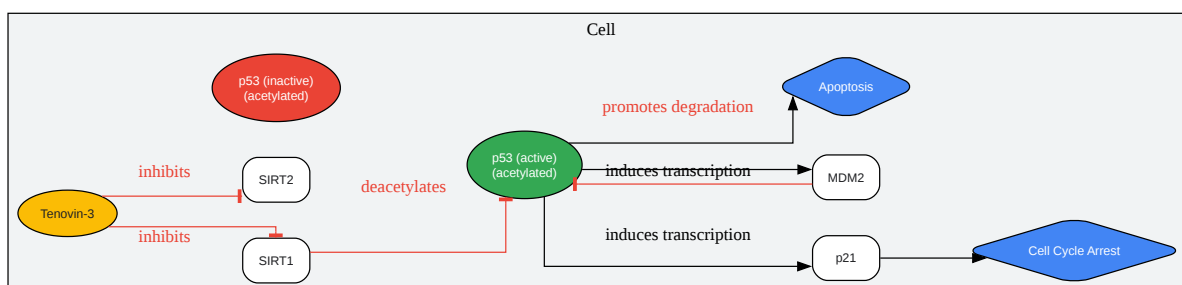 Cell
p53 (inactive)
(acetylated)
Apoptosis
promotes degradation
p53 (active)
(acetylated)
induces transcription
MDM2
inhibits
SIRT2
deacetylates
Tenovin-3
inhibits
SIRT1
induces transcription
p21
Cell Cycle Arrest